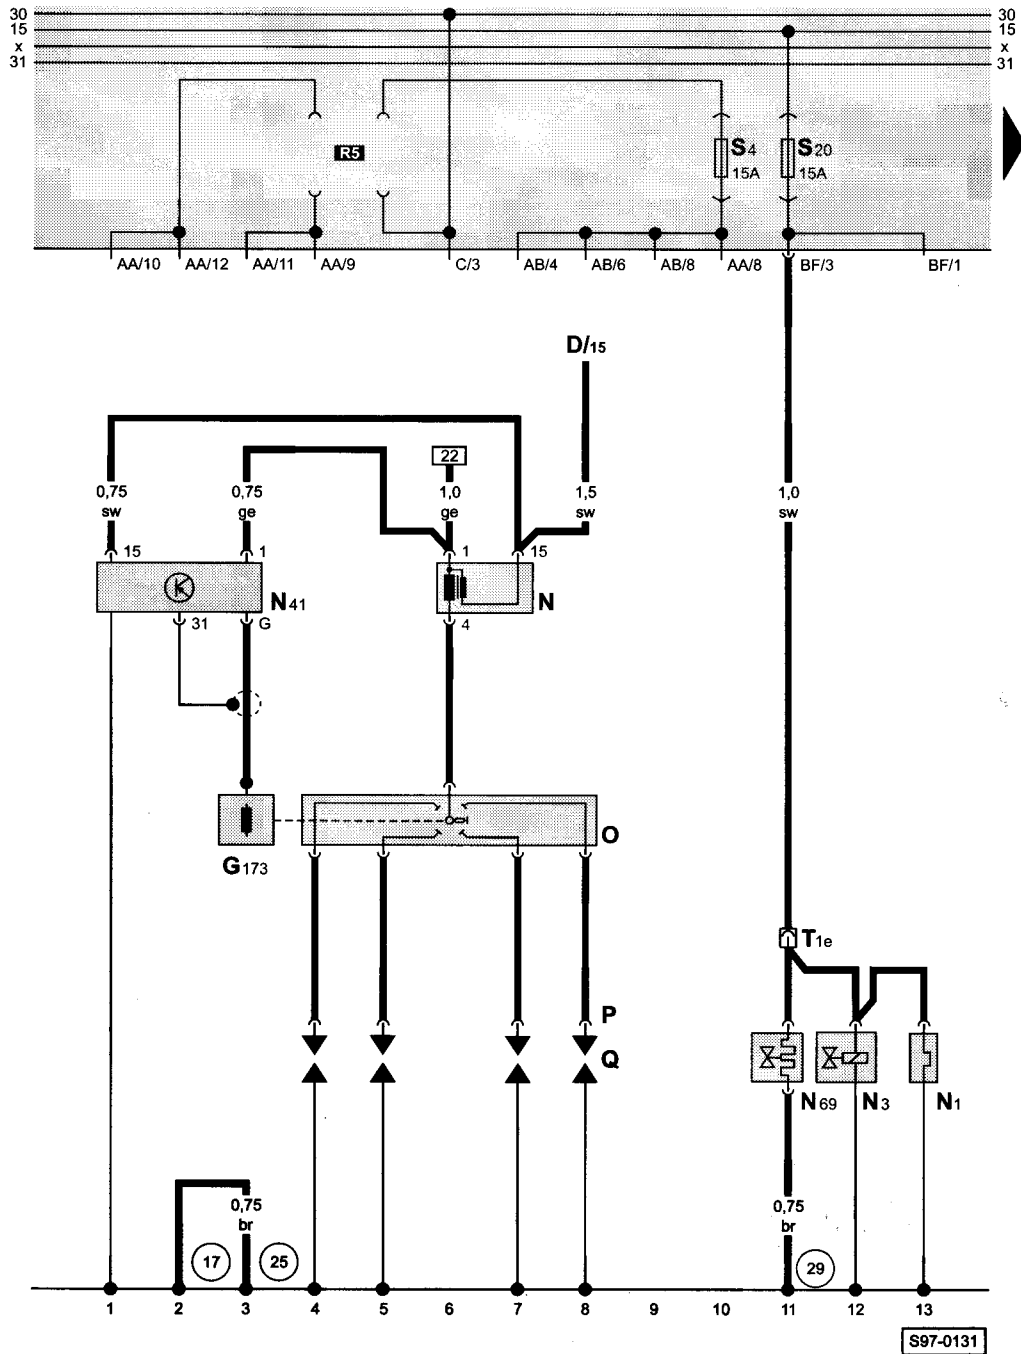 30 30
15 15
x x
31 31
R5
S4 S20
15A 15A
AA/10 AA/12 AA/11 AA/9 C/3 AB/4 AB/6 AB/8 AA/8 BF/3 BF/1
D/15
22
0,75 0,75 1,0 1,5 1,0
sw ge ge sw sw
15 1 1 15
N41 N
31 G 4
O
G173
T1e
P
Q
N69 N3 N1
0,75 0,75
br br
17 25 29
1 2 3 4 5 6 7 8 9 10 11 12 13
S97-0131